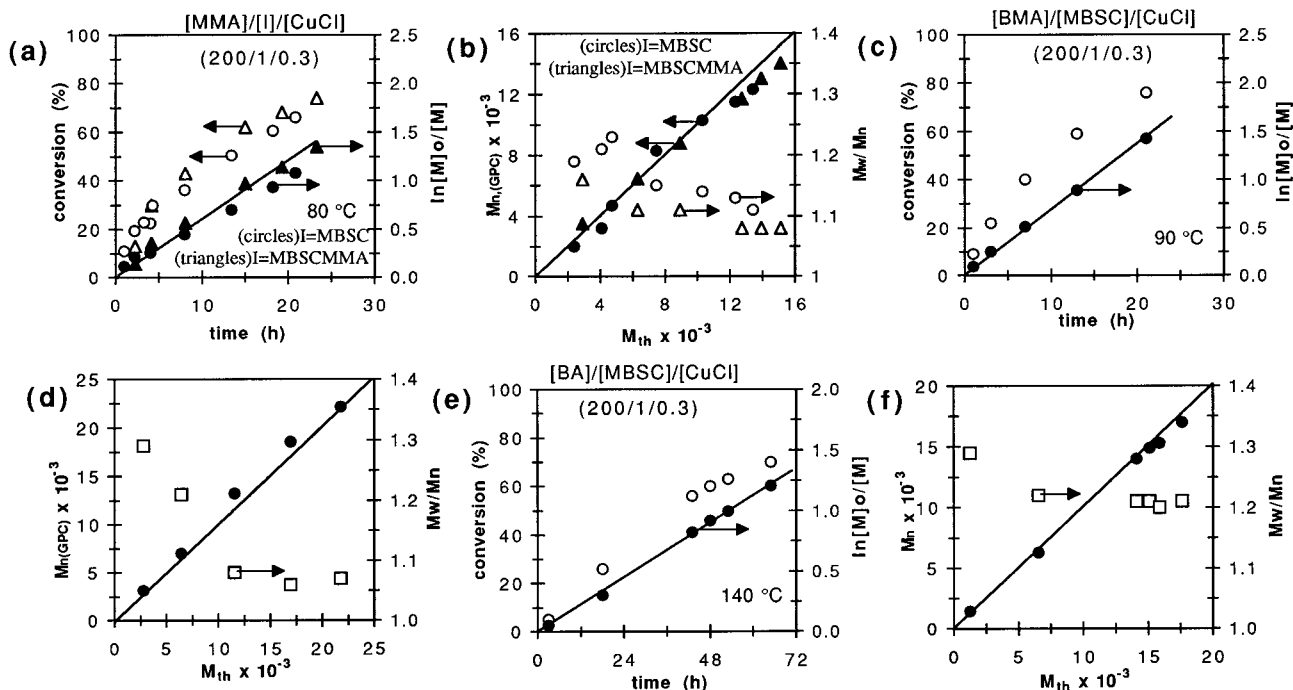 (a)
[MMA]/[I]/[CuCl]
(200/1/0.3)
conversion (%)
100
80
60
40
20
0
2.5
2.0
1.5
1.0
0.5
0.0
ln[M]o/[M]
80 °C
(circles)I=MBSC
(triangles)I=MBSCMMA
0 10 20 30
time (h)
(b)
(circles)I=MBSC
(triangles)I=MBSCMMA
Mn,(GPC) x 10-3
16
12
8
4
0
1.4
1.3
1.2
1.1
1
Mw/Mn
0 4 8 12 16
Mth x 10-3
(c)
[BMA]/[MBSC]/[CuCl]
(200/1/0.3)
conversion (%)
100
80
60
40
20
0
2.5
2.0
1.5
1.0
0.5
0.0
ln[M]o/[M]
90 °C
0 10 20 30
time (h)
(d)
Mn(GPC) x 10-3
25
20
15
10
5
0
1.4
1.3
1.2
1.1
1.0
Mw/Mn
0 5 10 15 20 25
Mth x 10-3
(e)
[BA]/[MBSC]/[CuCl]
(200/1/0.3)
conversion (%)
100
80
60
40
20
0
2.0
1.5
1.0
0.5
0.0
ln[M]o/[M]
140 °C
0 24 48 72
time (h)
(f)
Mn x 10-3
20
15
10
5
0
1.4
1.3
1.2
1.1
1.0
Mw/Mn
0 5 10 15 20
Mth x 10-3